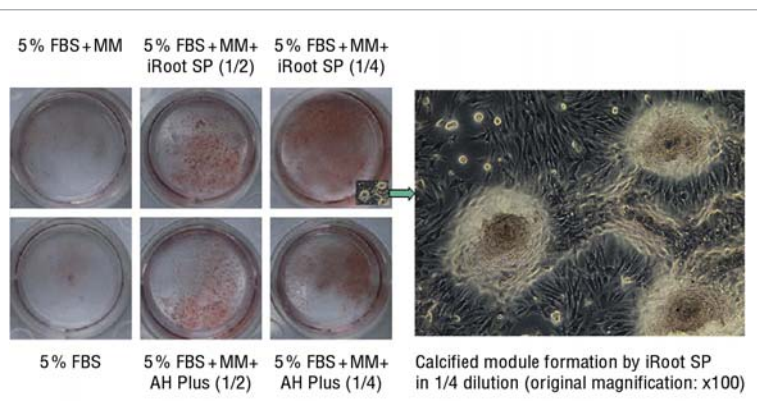 5% FBS+MM
5% FBS+MM+
iRoot SP (1/2)
5% FBS+MM+
iRoot SP (1/4)
5% FBS
5% FBS+MM+
AH Plus (1/2)
5% FBS+MM+
AH Plus (1/4)
Calcified module formation by iRoot SP
in 1/4 dilution (original magnification: x100)